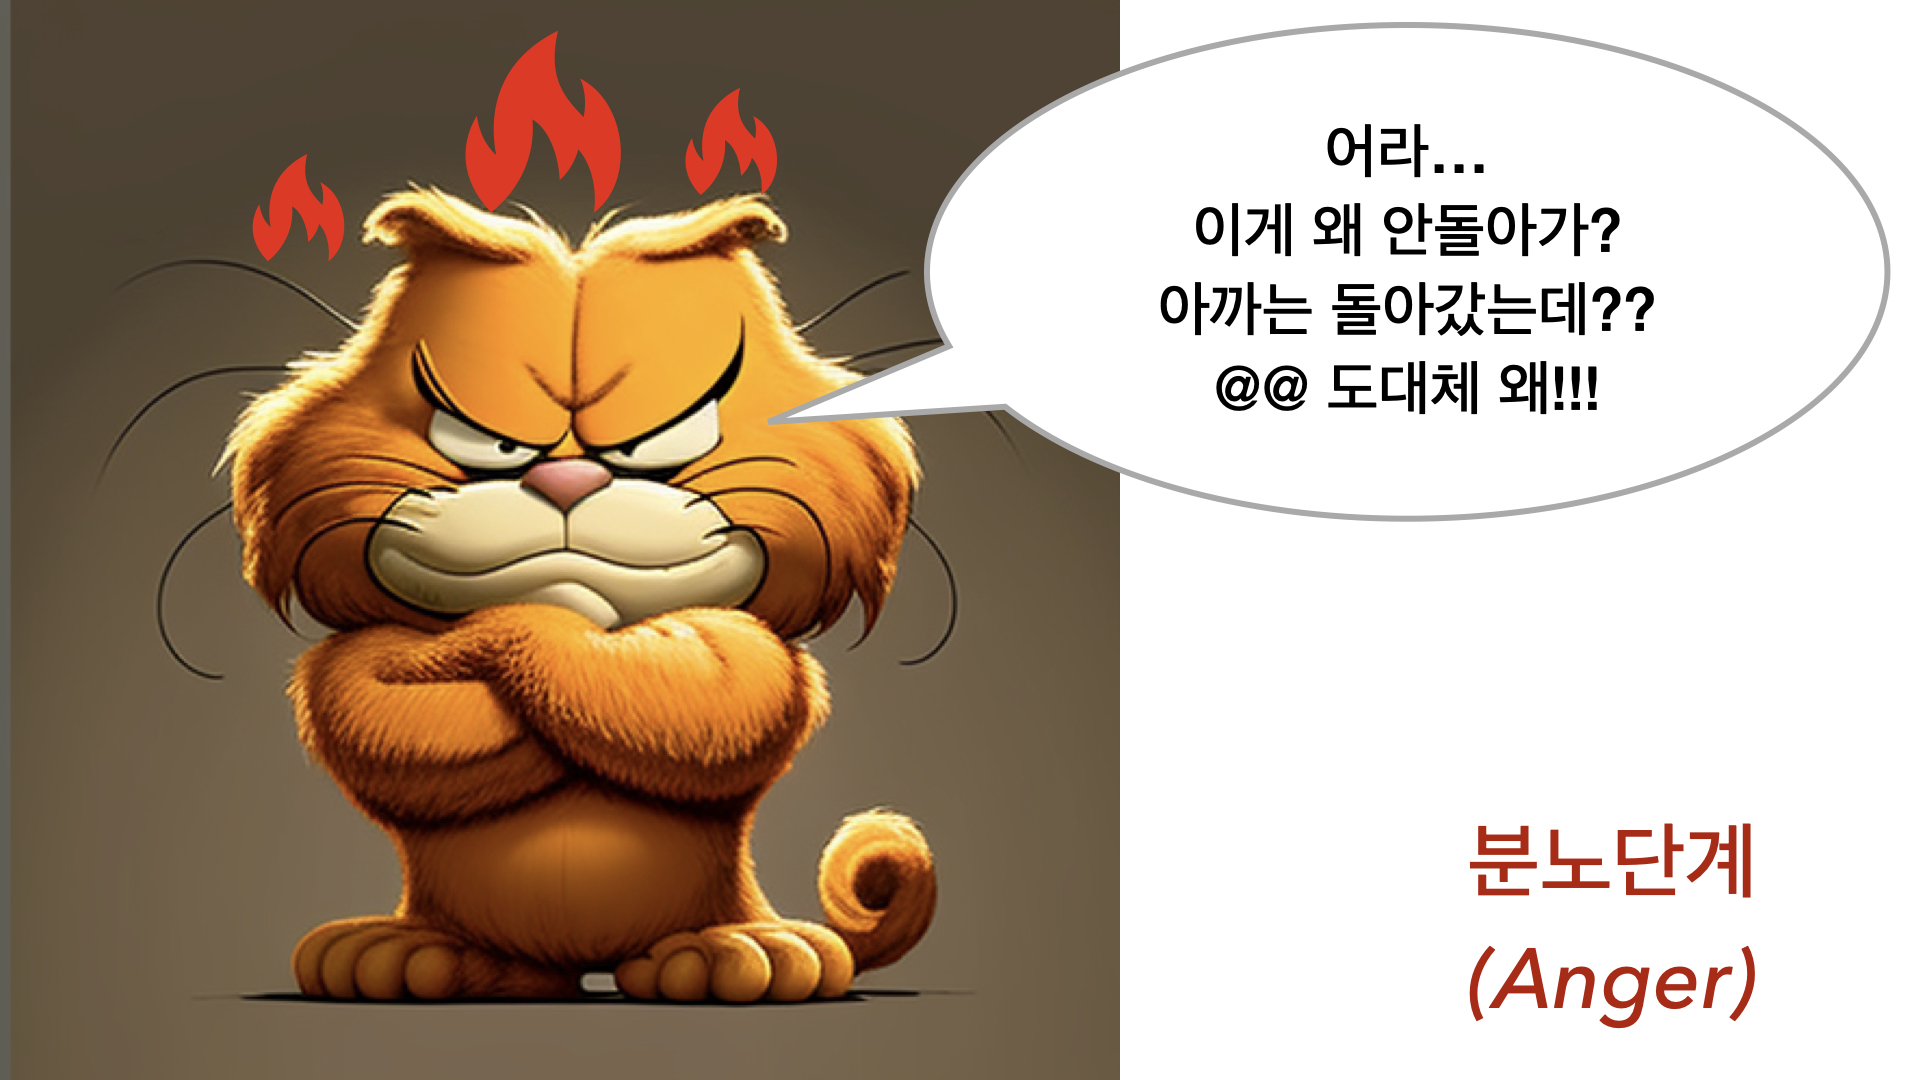 어라...
이게 왜 안돌아가?
아까는 돌아갔는데??
@@ 도대체 왜!!!
분노단계
(Anger)